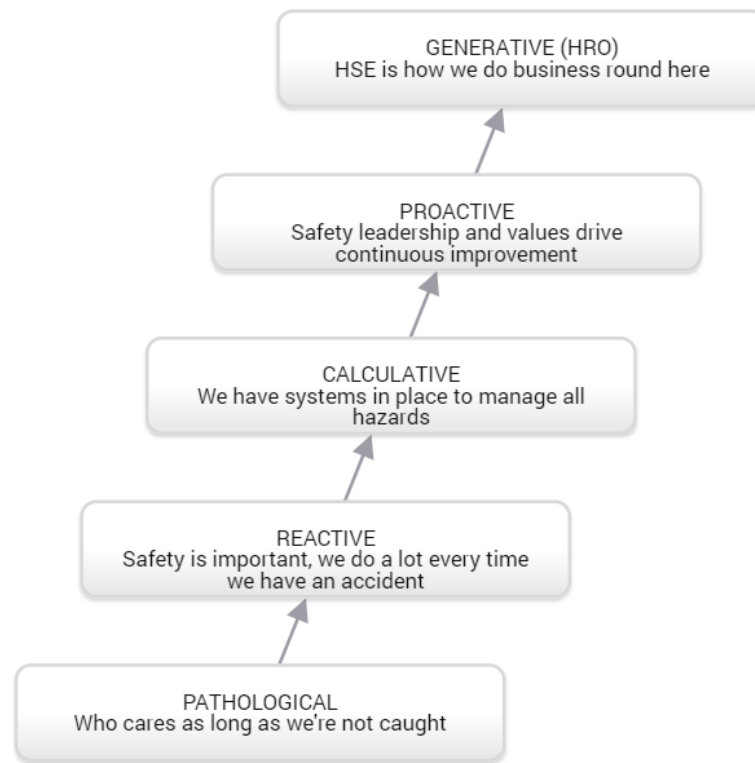 GENERATIVE (HRO)
HSE is how we do business round here
PROACTIVE
Safety leadership and values drive
continuous improvement
CALCULATIVE
We have systems in place to manage all
hazards
REACTIVE
Safety is important, we do a lot every time
we have an accident
PATHOLOGICAL
Who cares as long as we're not caught